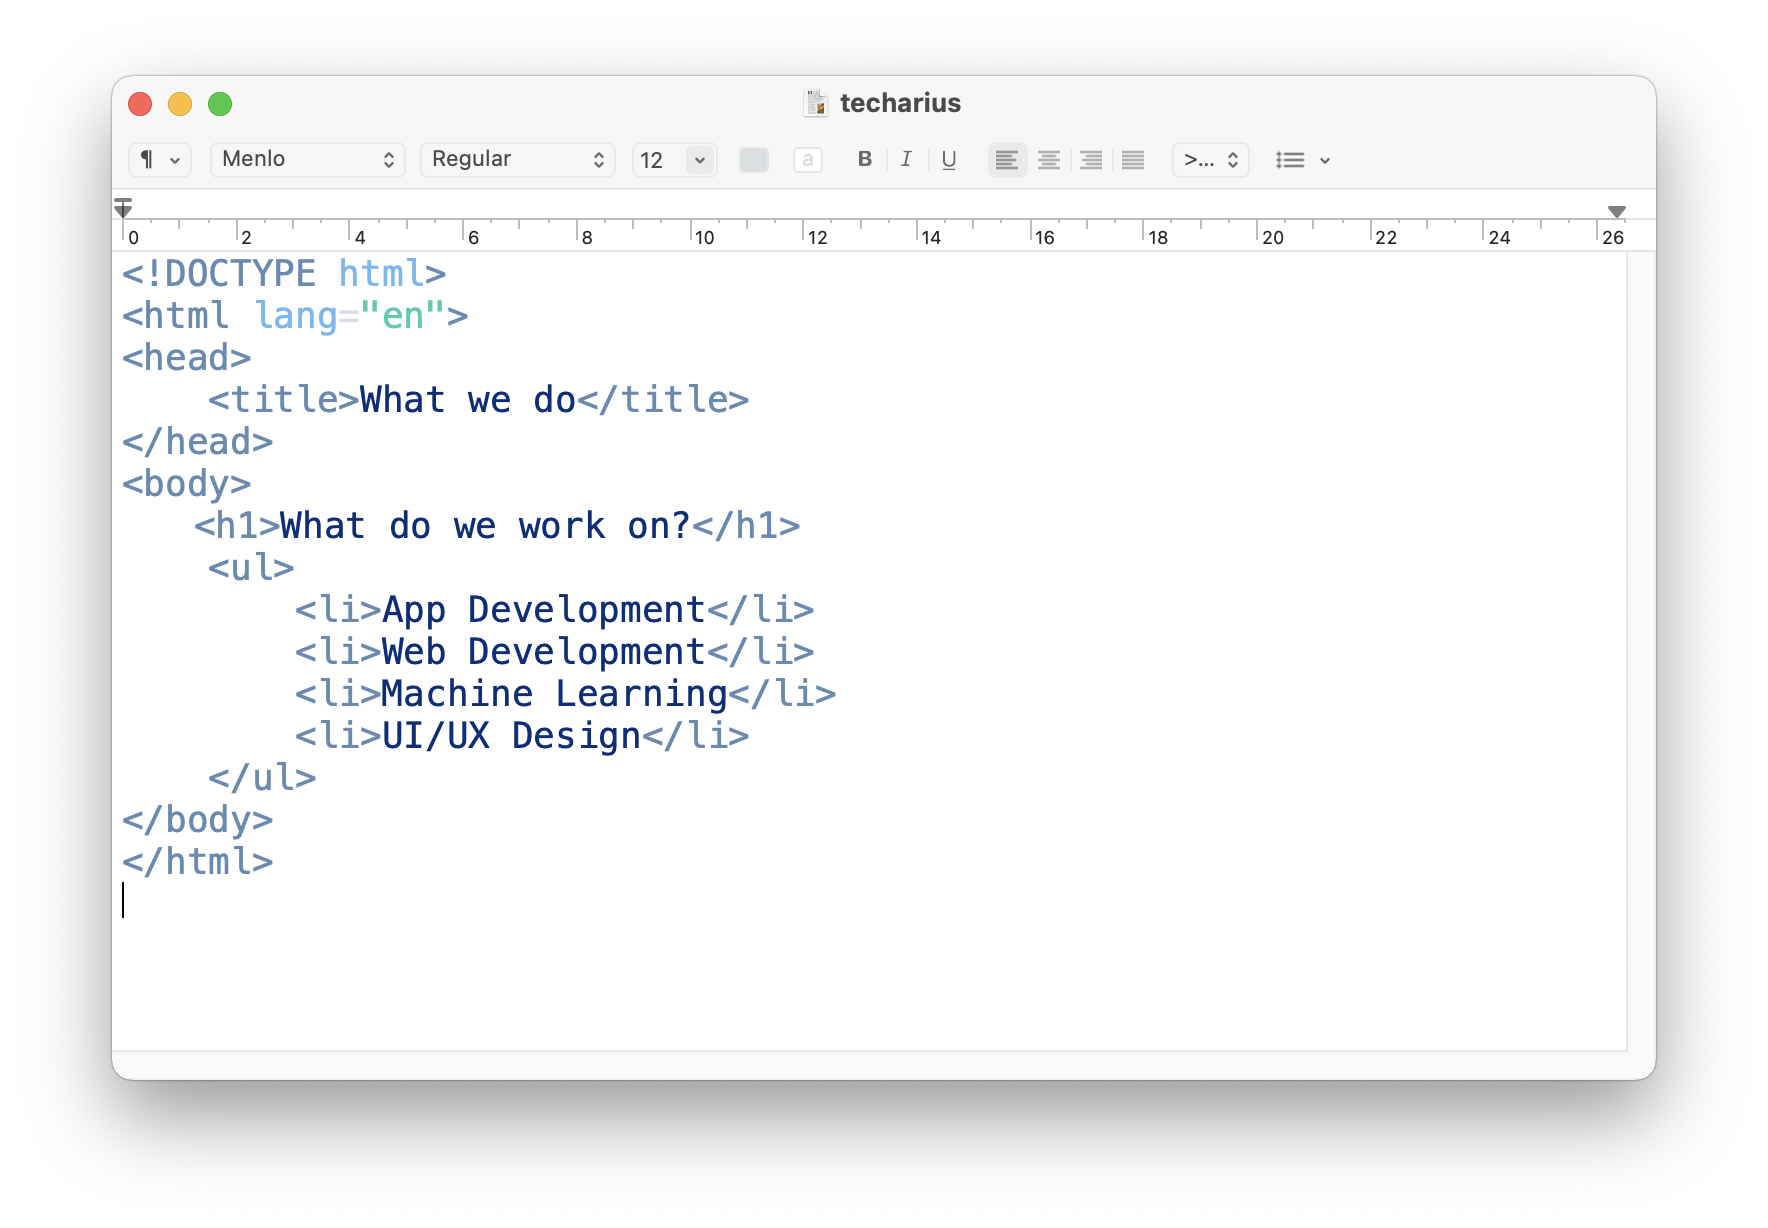 techarius
¶ Menlo Regular 12 a B I U >...
0 2 4 6 8 10 12 14 16 18 20 22 24 26
<!DOCTYPE html>
<html lang="en">
<head>
    <title>What we do</title>
</head>
<body>
   <h1>What do we work on?</h1>
    <ul>
        <li>App Development</li>
        <li>Web Development</li>
        <li>Machine Learning</li>
        <li>UI/UX Design</li>
    </ul>
</body>
</html>